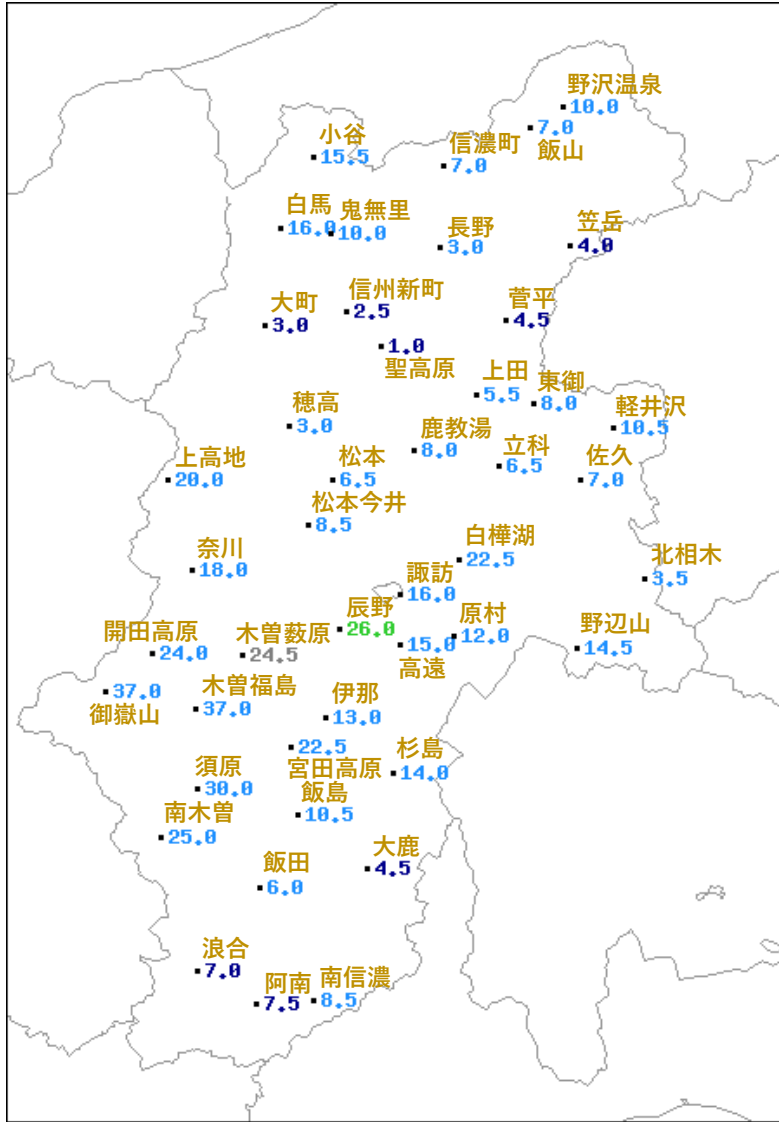 野沢温泉
10.0
7.0
飯山
小谷
15.5
信濃町
7.0
白馬
16.0
鬼無里
10.0
長野
3.0
笠岳
4.0
信州新町
2.5
大町
3.0
菅平
4.5
1.0
聖高原
上田
5.5
東御
8.0
穂高
3.0
軽井沢
10.5
鹿教湯
8.0
立科
6.5
上高地
20.0
松本
6.5
佐久
7.0
松本今井
8.5
白樺湖
22.5
奈川
18.0
諏訪
16.0
北相木
3.5
辰野
26.0
原村
12.0
開田高原
24.0
木曽薮原
24.5
15.0
高遠
野辺山
14.5
37.0
御嶽山
木曽福島
37.0
伊那
13.0
22.5
宮田高原
杉島
14.0
須原
30.0
飯島
10.5
南木曽
25.0
大鹿
4.5
飯田
6.0
浪合
7.0
阿南
7.5
南信濃
8.5